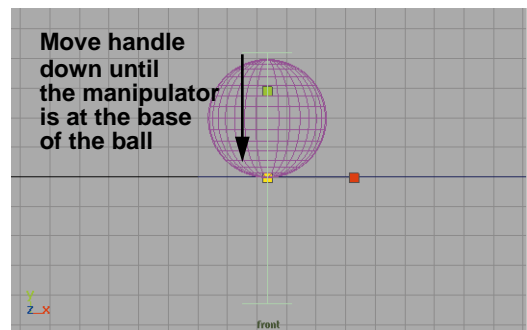 Move handle
down until
the manipulator
is at the base
of the ball
Y
Z X
front